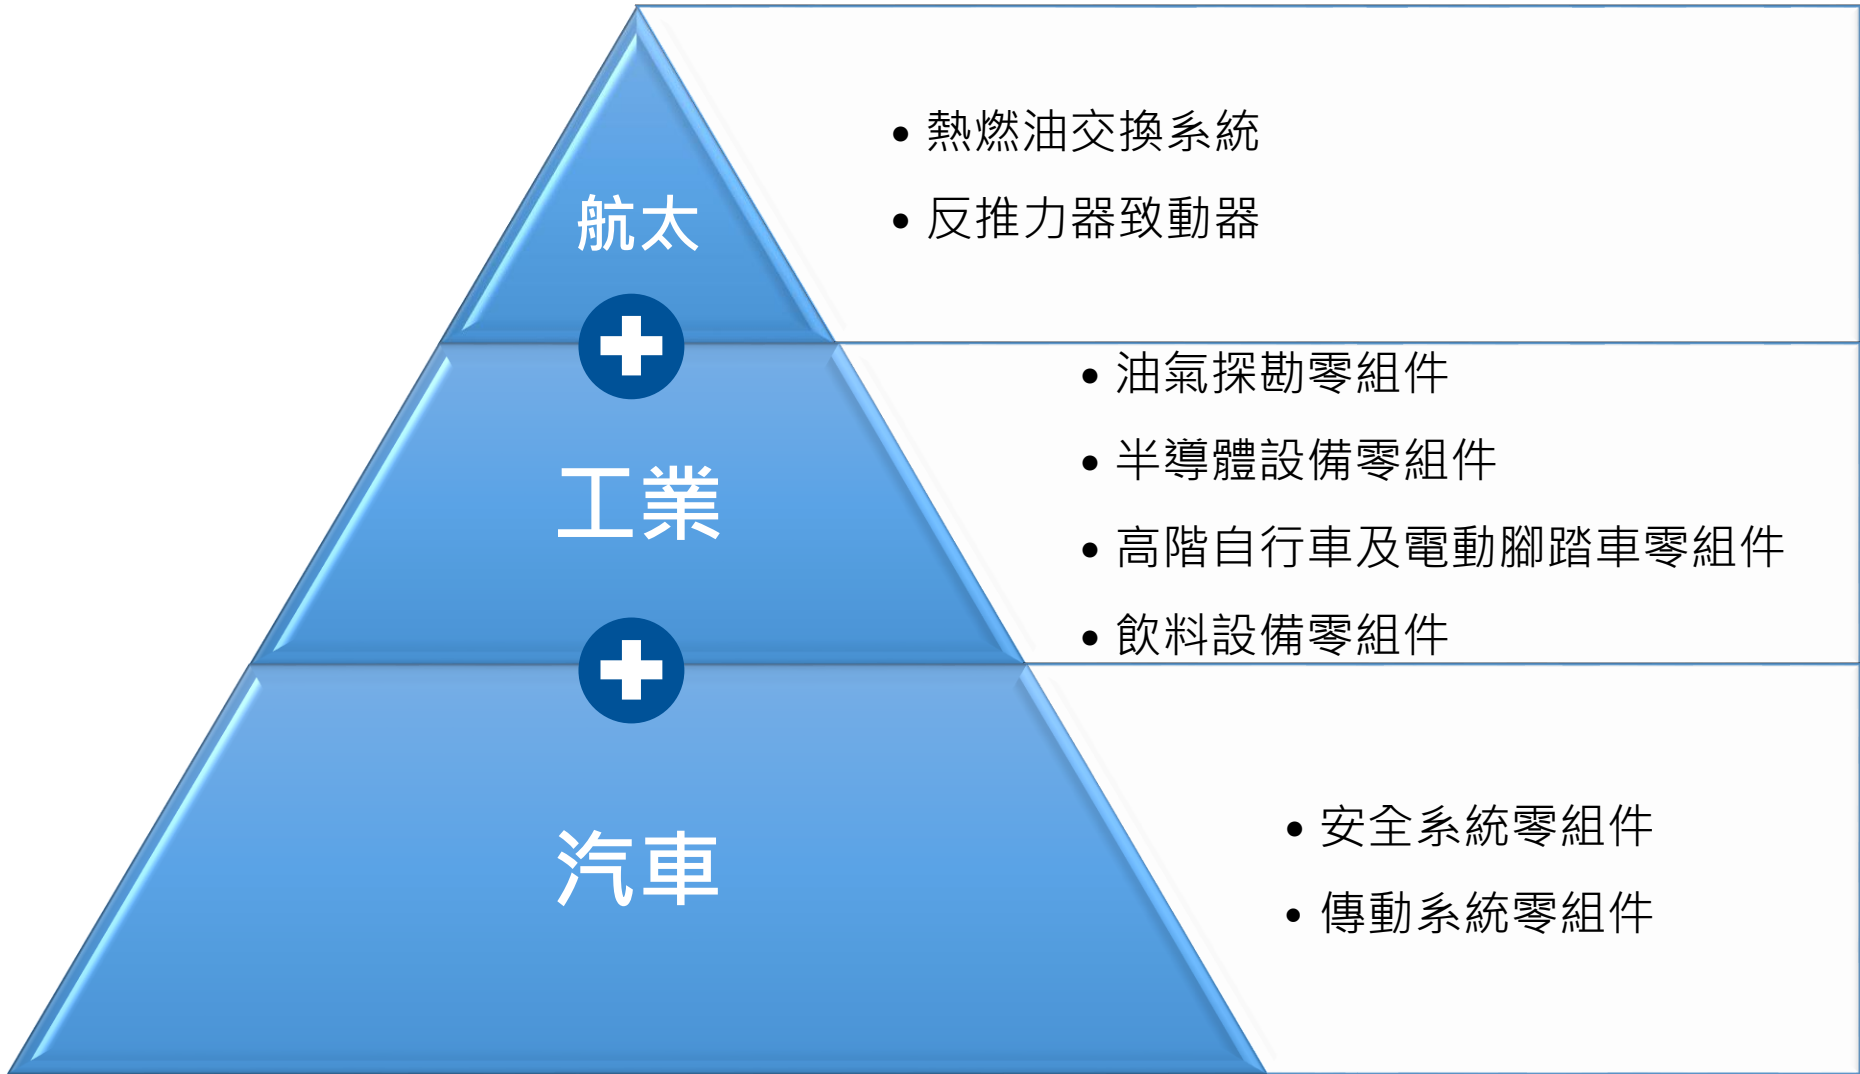 航太
• 熱燃油交換系統
• 反推力器致動器
工業
• 油氣探勘零組件
• 半導體設備零組件
• 高階自行車及電動腳踏車零組件
• 飲料設備零組件
汽車
• 安全系統零組件
• 傳動系統零組件